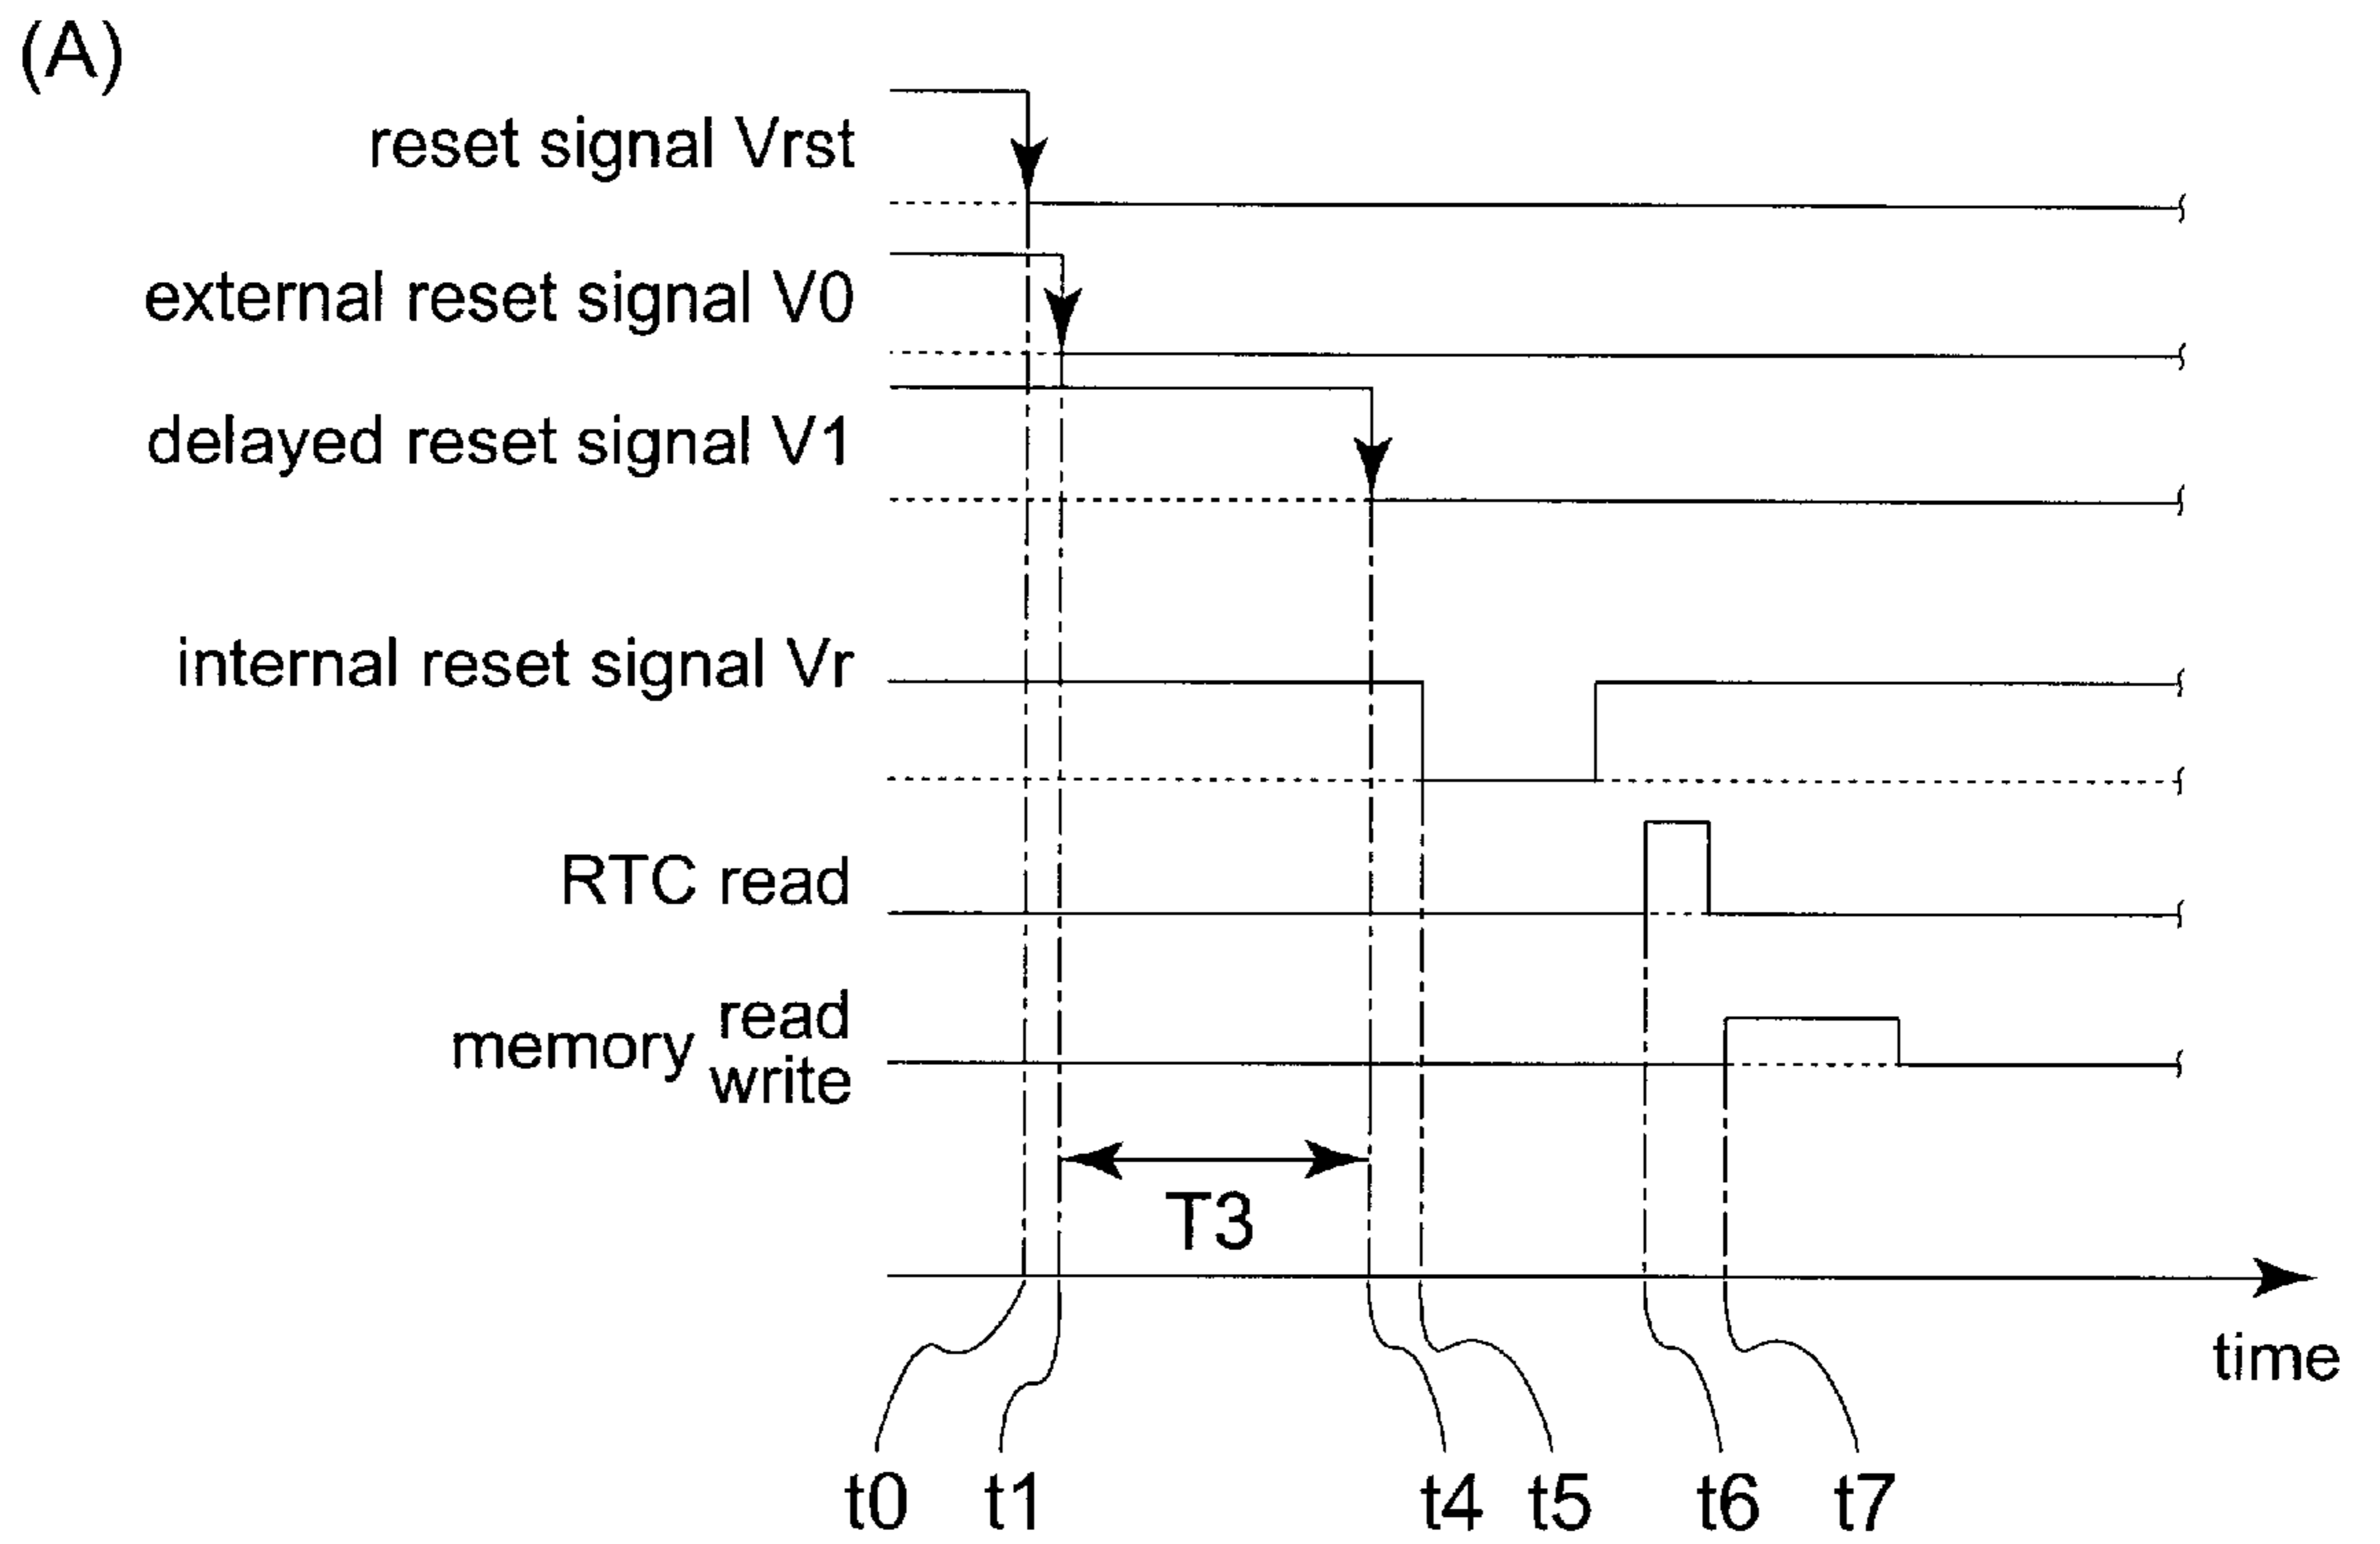 (A)
reset signal Vrst
external reset signal V0
delayed reset signal V1
internal reset signal Vr
RTC read
memory read
write
T3
time
t0 t1 t4 t5 t6 t7